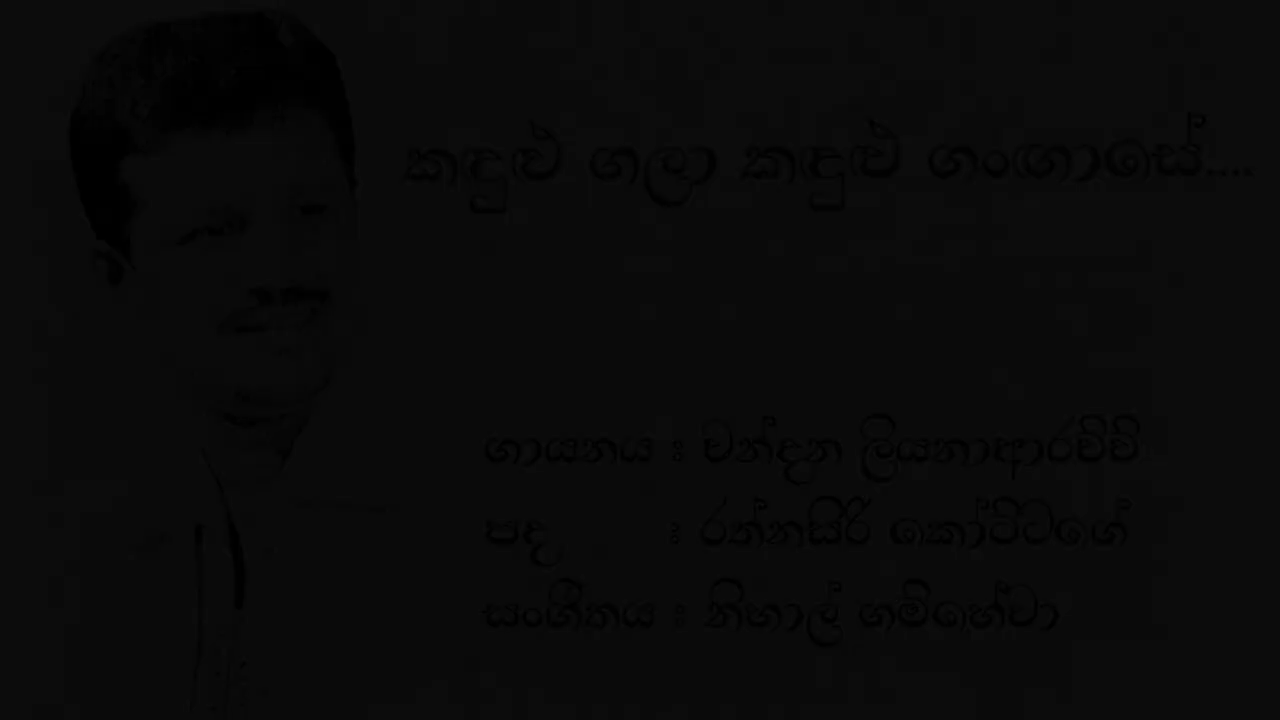 කඳුළු ගලා කඳුළු ගංඟාසේ....
ගායනය : චන්දන ලියනාආරච්චි
පද : රත්නසිරි කෝට්ටගේ
සංගීතය : නිහාල් ගම්හේවා